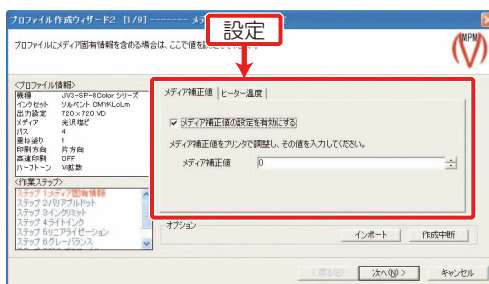 プロファイル作成ウィザードF2 [1/9] ------- メデ
設定
プロファイルにメディア固有情報を含める場合は、ここで値を設
MPM
<プロファイル情報>
機種 JV3-SP-8Color シリーズ
インクセット ソルベント CMYKLcLm
出力設定 720 x 720 VD
メディア 光沢塩ビ
パス 4
重ね塗り 1
印刷方向 片方向
高速印刷 OFF
ハーフトーン V拡散
<作業ステップ>
ステップ 1メディア固有情報
ステップ 2バリアブルドット
ステップ 3インクリミット
ステップ 4ライトインク
ステップ 5リニアライゼーション
ステップ 6グレーバランス
メディア補正値 ヒーター温度
メディア補正値の設定を有効にする
メディア補正値をプリンタで調整し、その値を入力してください。
メディア補正値 0
オプション
インポート 作成中断
< 戻る(B) 次へ(N) > キャンセル